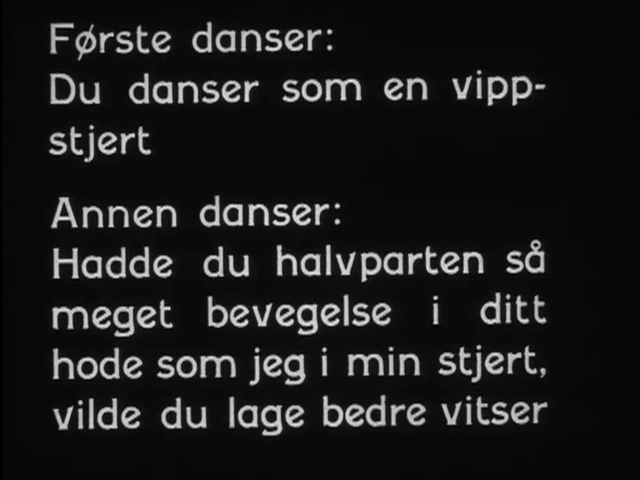 Første danser:
Du danser som en vipp-
stjert
Annen danser:
Hadde du halvparten så
meget bevegelse i ditt
hode som jeg i min stjert,
vilde du lage bedre vitser